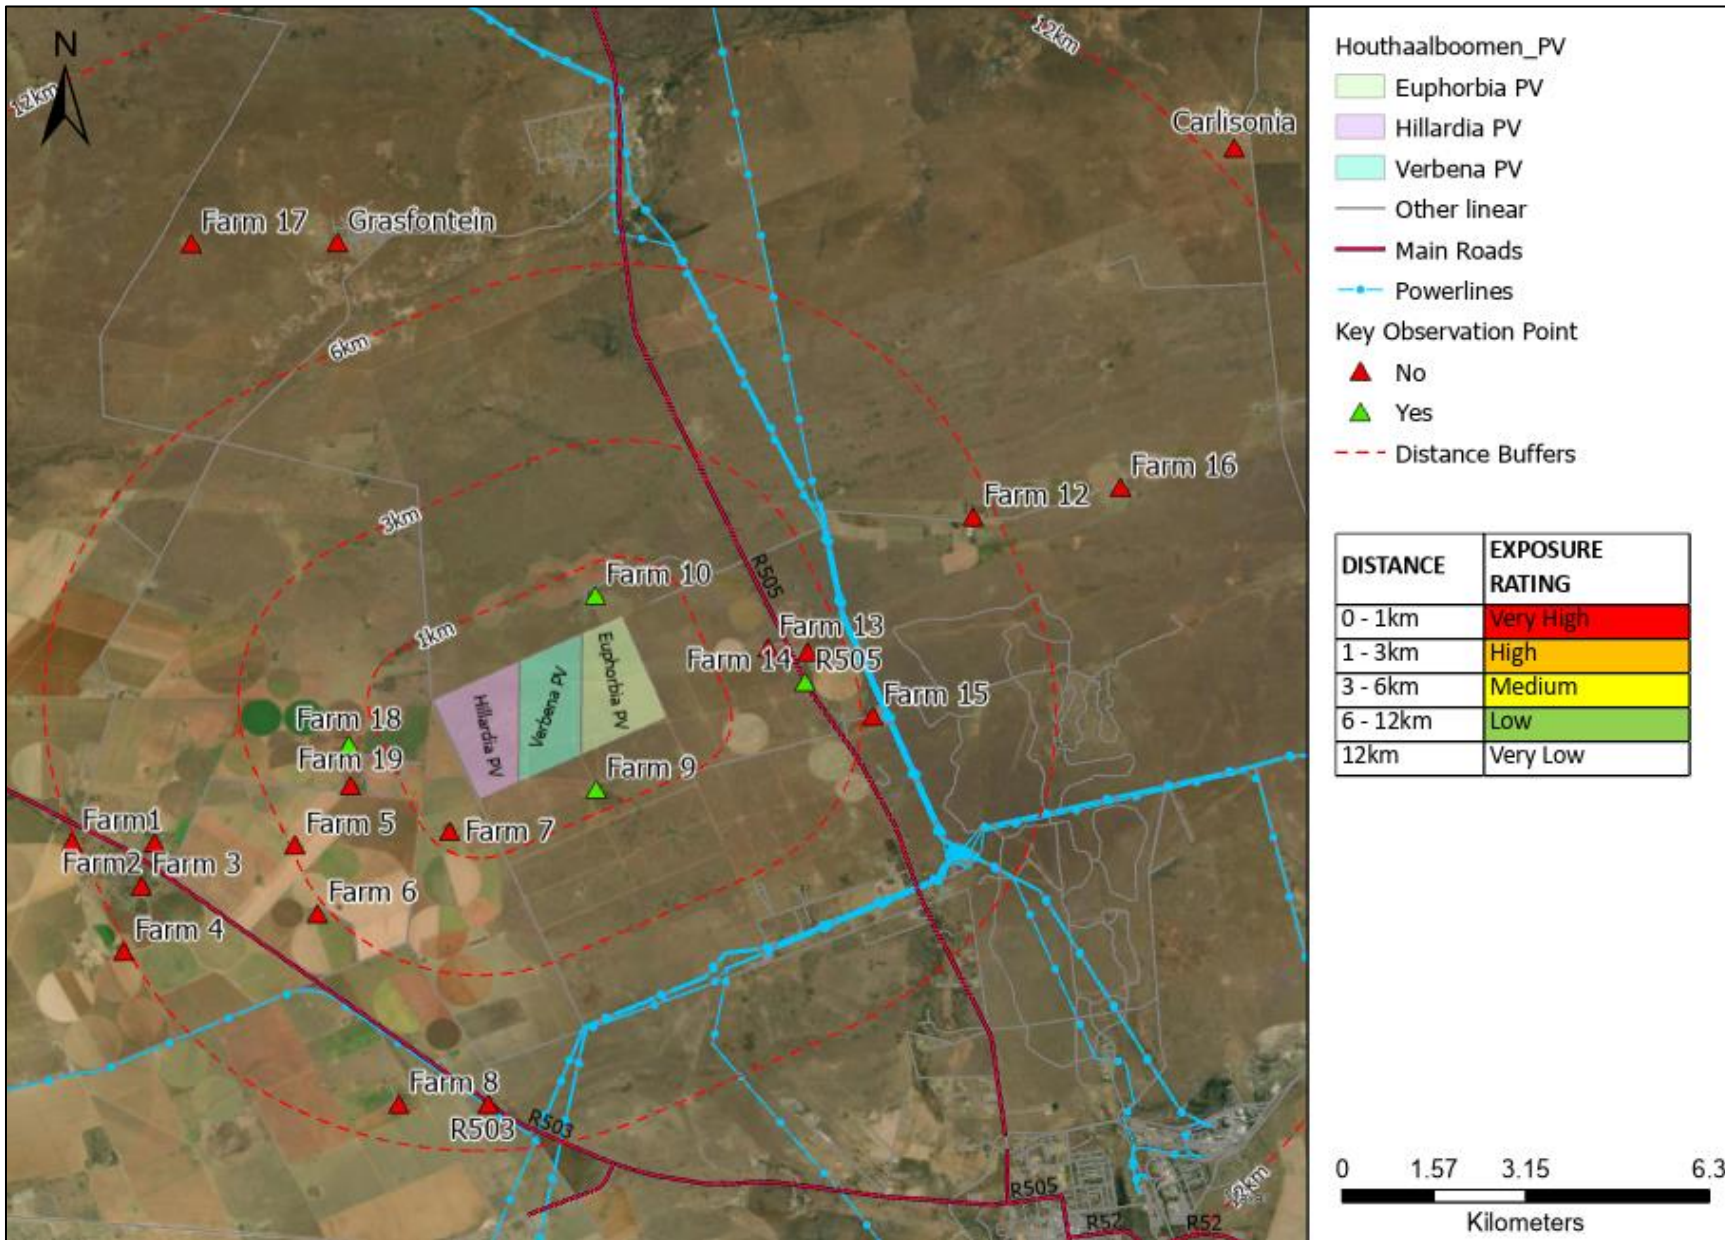 N
12km
12km
Carlisonia
Farm 17
Grasfontein
6km
Farm 16
Farm 12
3km
R505
Farm 10
1km
Farm 13
Farm 14
R505
Euphorbia PV
Verbena PV
Hillardia PV
Farm 15
Farm 18
Farm 19
Farm 9
Farm1
Farm 5
Farm 7
Farm2
Farm 3
Farm 6
Farm 4
Farm 8
R503
R503
12km
R505
R52
R52
Houthaalboomen_PV
Euphorbia PV
Hillardia PV
Verbena PV
Other linear
Main Roads
Powerlines
Key Observation Point
No
Yes
Distance Buffers
DISTANCE EXPOSURE RATING
0 - 1km Very High
1 - 3km High
3 - 6km Medium
6 - 12km Low
12km Very Low
0 1.57 3.15 6.3
Kilometers